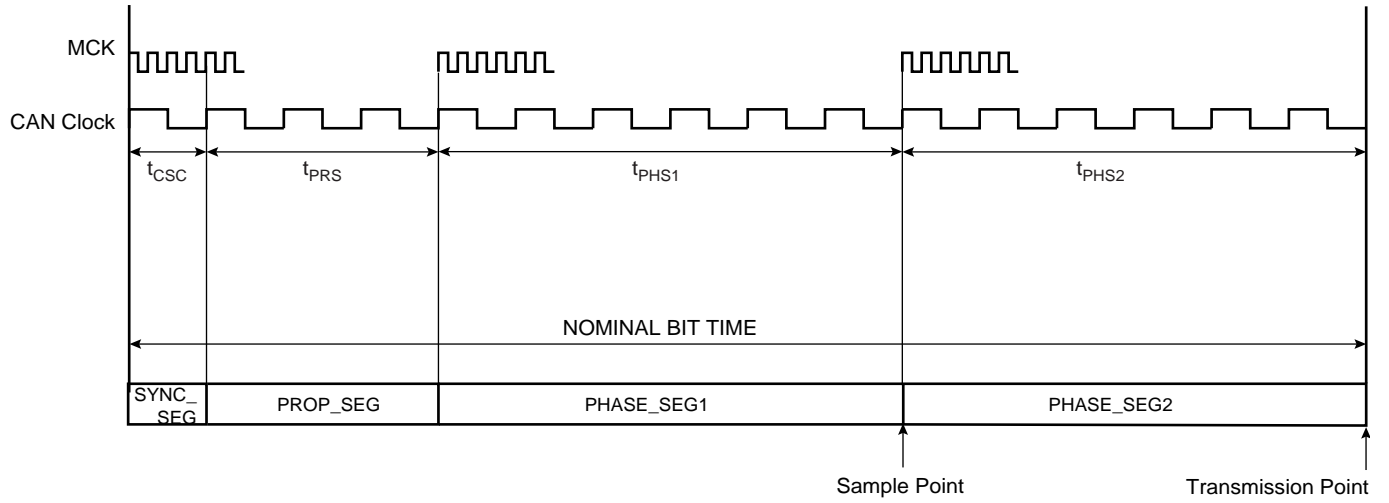 MCK
CAN Clock
tCSC
tPRS
tPHS1
tPHS2
NOMINAL BIT TIME
SYNC_
SEG
PROP_SEG
PHASE_SEG1
PHASE_SEG2
Sample Point
Transmission Point